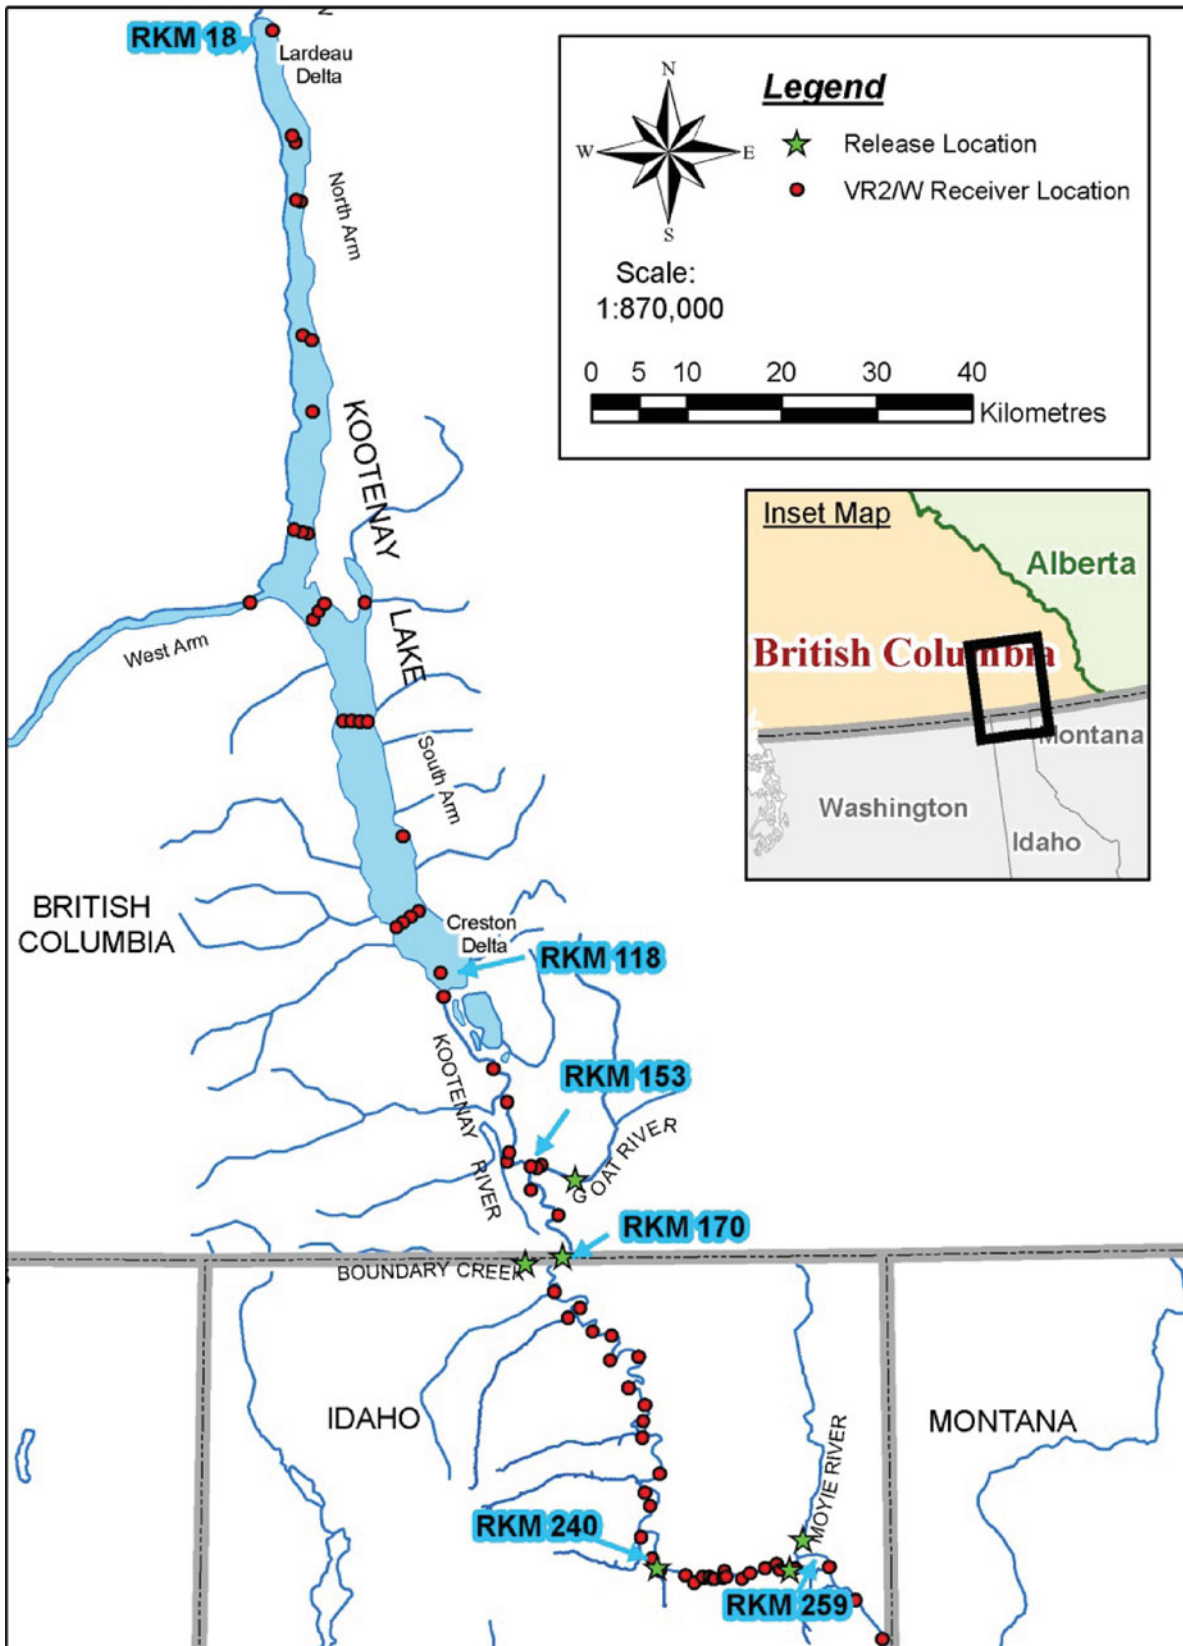 RKM 18
Lardeau
Delta
North Arm
KOOTENAY
LAKE
West Arm
South Arm
BRITISH
COLUMBIA
Creston
Delta
RKM 118
KOOTENAY
RIVER
RKM 153
GOAT RIVER
RKM 170
BOUNDARY CREEK
IDAHO
MONTANA
MOYIE RIVER
RKM 240
RKM 259
Legend
N
W
E
S
Release Location
VR2/W Receiver Location
Scale:
1:870,000
0 5 10 20 30 40
Kilometres
Inset Map
Alberta
British Columbia
Montana
Washington
Idaho